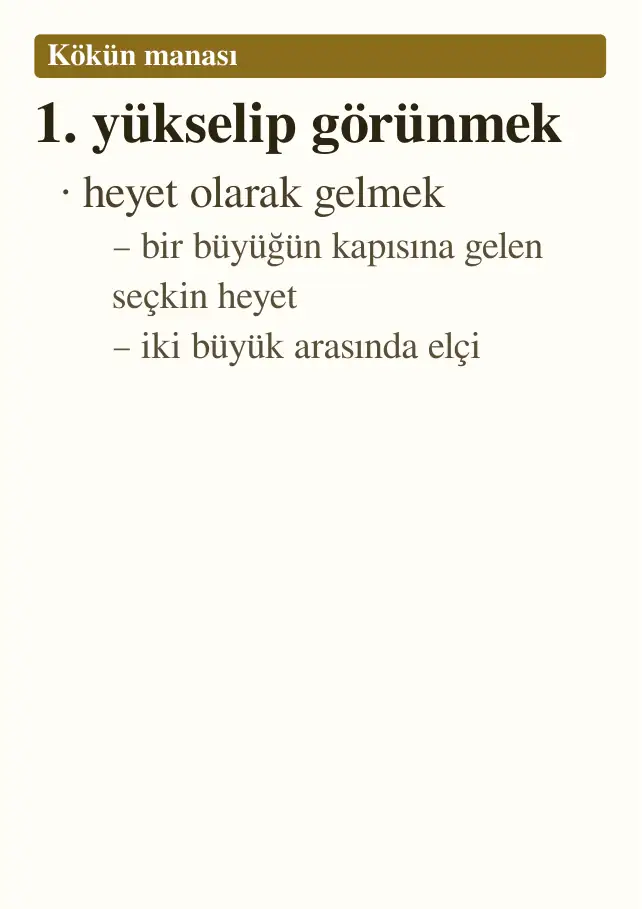 Kökün manası
1. yükselip görünmek
· heyet olarak gelmek
– bir büyüğün kapısına gelen
seçkin heyet
– iki büyük arasında elçi